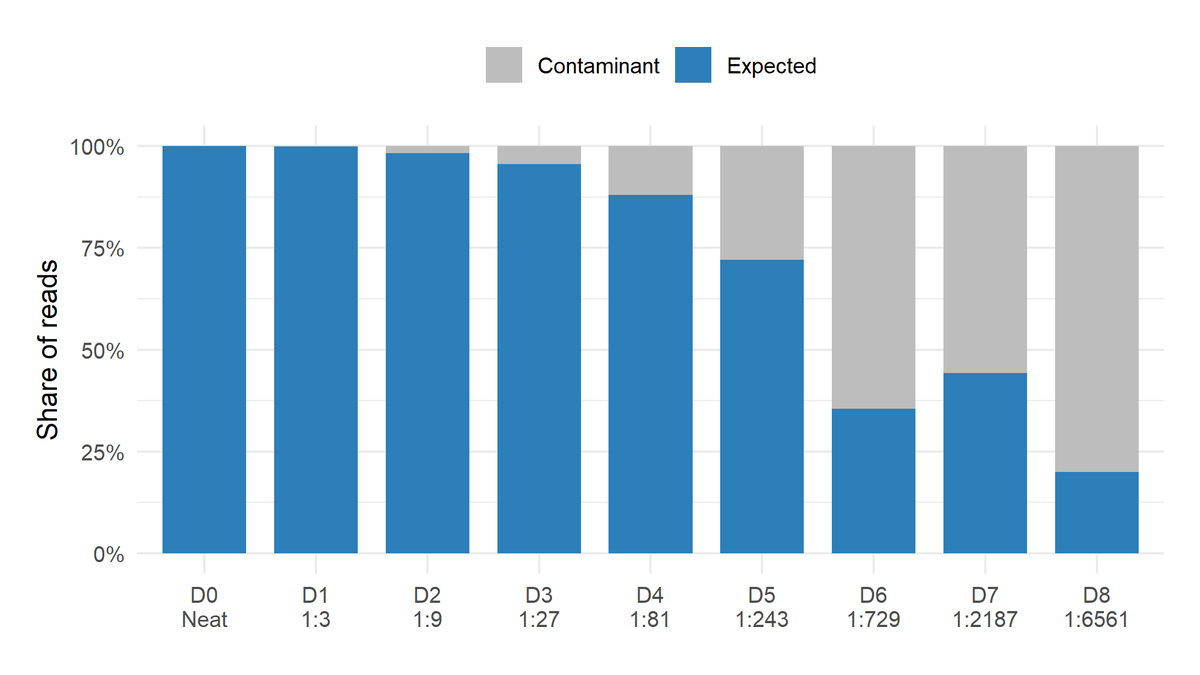 Contaminant Expected
Share of reads
100%
75%
50%
25%
0%
D0 D1 D2 D3 D4 D5 D6 D7 D8
Neat 1:3 1:9 1:27 1:81 1:243 1:729 1:2187 1:6561